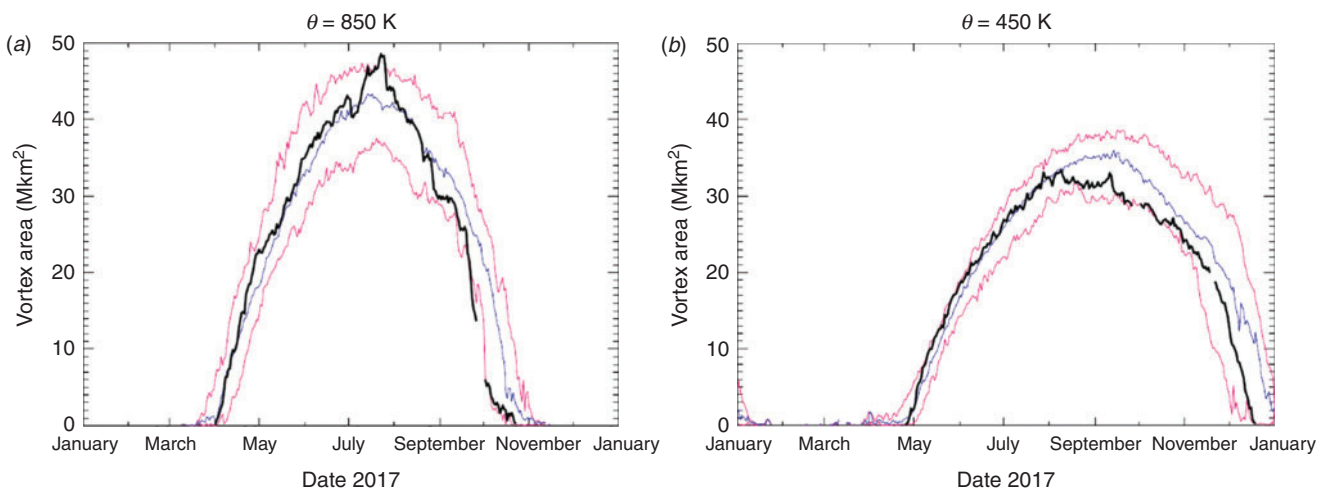 θ = 850 K
(a)
50
40
30
20
10
0
Vortex area (Mkm²)
January March May July September November January
Date 2017
θ = 450 K
(b)
50
40
30
20
10
0
Vortex area (Mkm²)
January March May July September November January
Date 2017